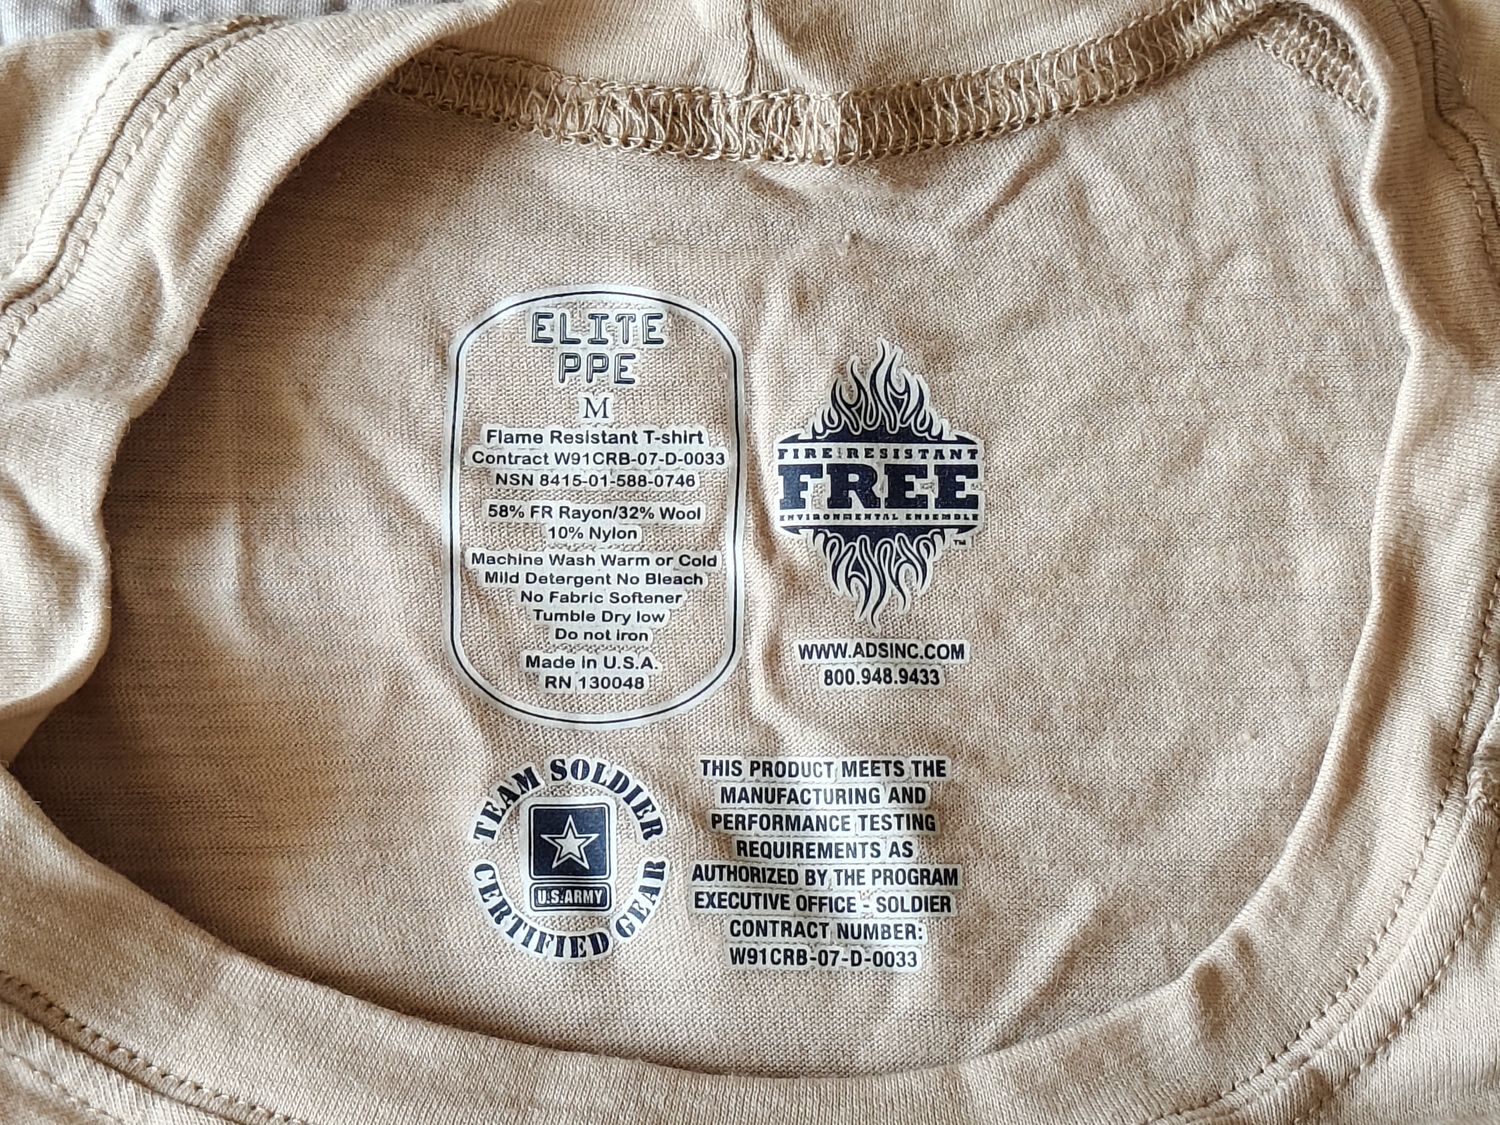 ELITE
PPE
M
Flame Resistant T-shirt
Contract W91CRB-07-D-0033
NSN 8415-01-588-0746
58% FR Rayon/32% Wool
10% Nylon
Machine Wash Warm or Cold
Mild Detergent No Bleach
No Fabric Softener
Tumble Dry low
Do not iron
Made in U.S.A.
RN 130048
FIRE RESISTANT
FREE
ENVIRONMENTAL ENSEMBLE
TM
WWW.ADSINC.COM
800.948.9433
TEAM SOLDIER
U.S.ARMY
CERTIFIED GEAR
THIS PRODUCT MEETS THE
MANUFACTURING AND
PERFORMANCE TESTING
REQUIREMENTS AS
AUTHORIZED BY THE PROGRAM
EXECUTIVE OFFICE - SOLDIER
CONTRACT NUMBER:
W91CRB-07-D-0033